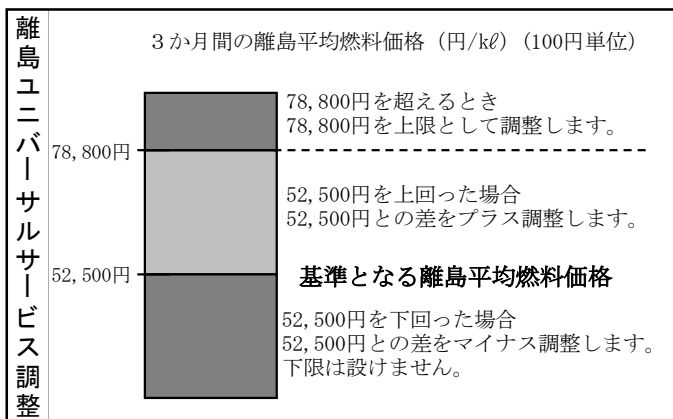 離島ユニバーサルサービス調整
3か月間の離島平均燃料価格（円/kℓ）（100円単位）
78,800円を超えるとき
78,800円を上限として調整します。
78,800円
52,500円を上回った場合
52,500円との差をプラス調整します。
52,500円
基準となる離島平均燃料価格
52,500円を下回った場合
52,500円との差をマイナス調整します。
下限は設けません。